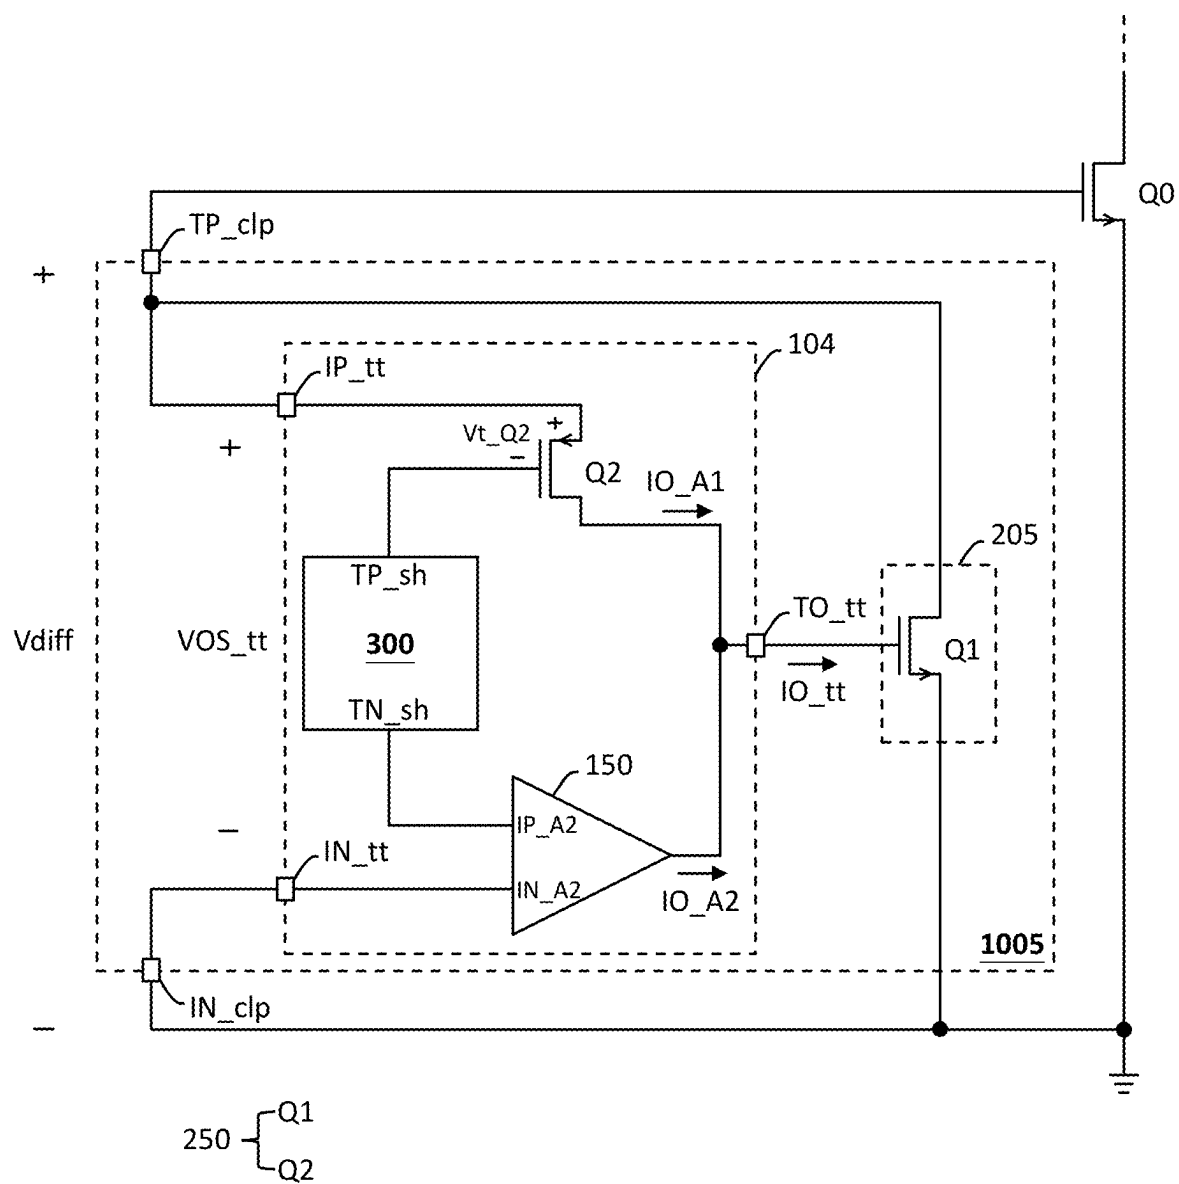 Q0
TP_clp
+
104
IP_tt
+
Vt_Q2
+
−
Q2
IO_A1
205
TP_sh
TO_tt
Vdiff
VOS_tt
300
Q1
IO_tt
TN_sh
150
IP_A2
−
IN_tt
IN_A2
IO_A2
1005
IN_clp
−
Q1
250
Q2